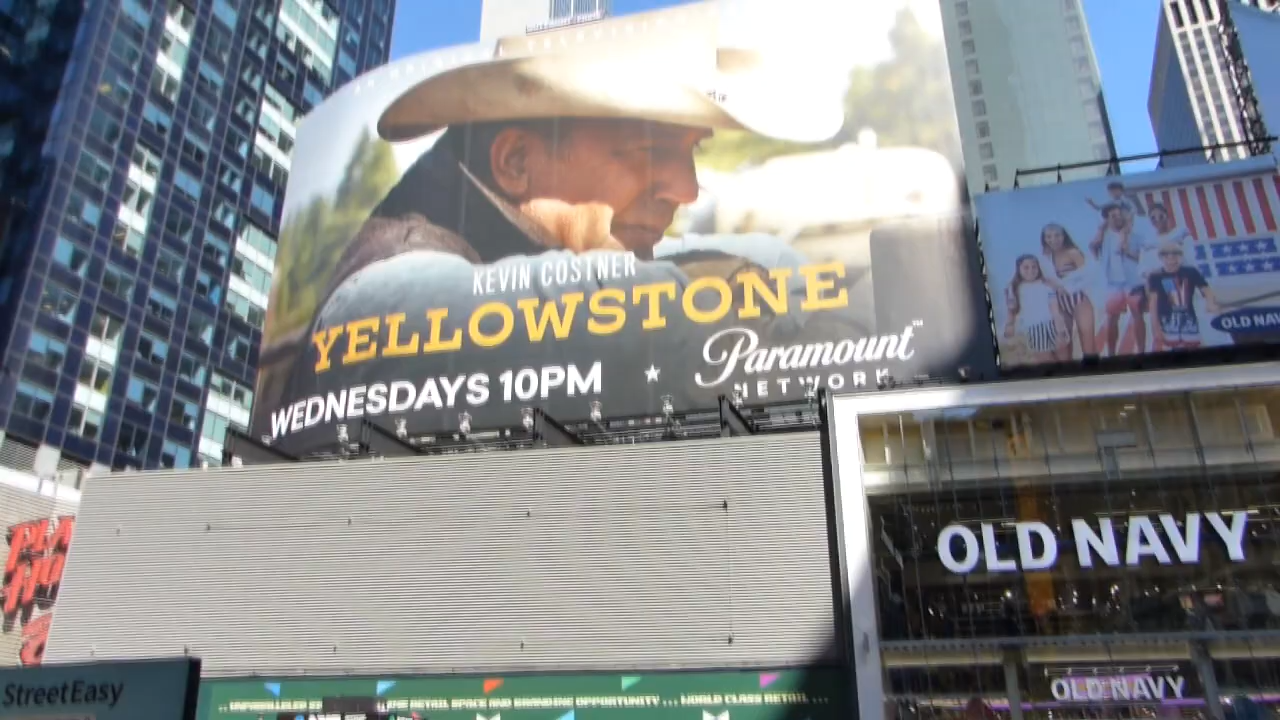 KEVIN COSTNER
YELLOWSTONE
WEDNESDAYS 10PM ★ Paramount™
NETWORK
OLD NAVY
OLD NAVY
OLD NAVY
StreetEasy
RETAIL SPACE AND BRANDING OPPORTUNITY ... WORLD CLASS RETAIL ...